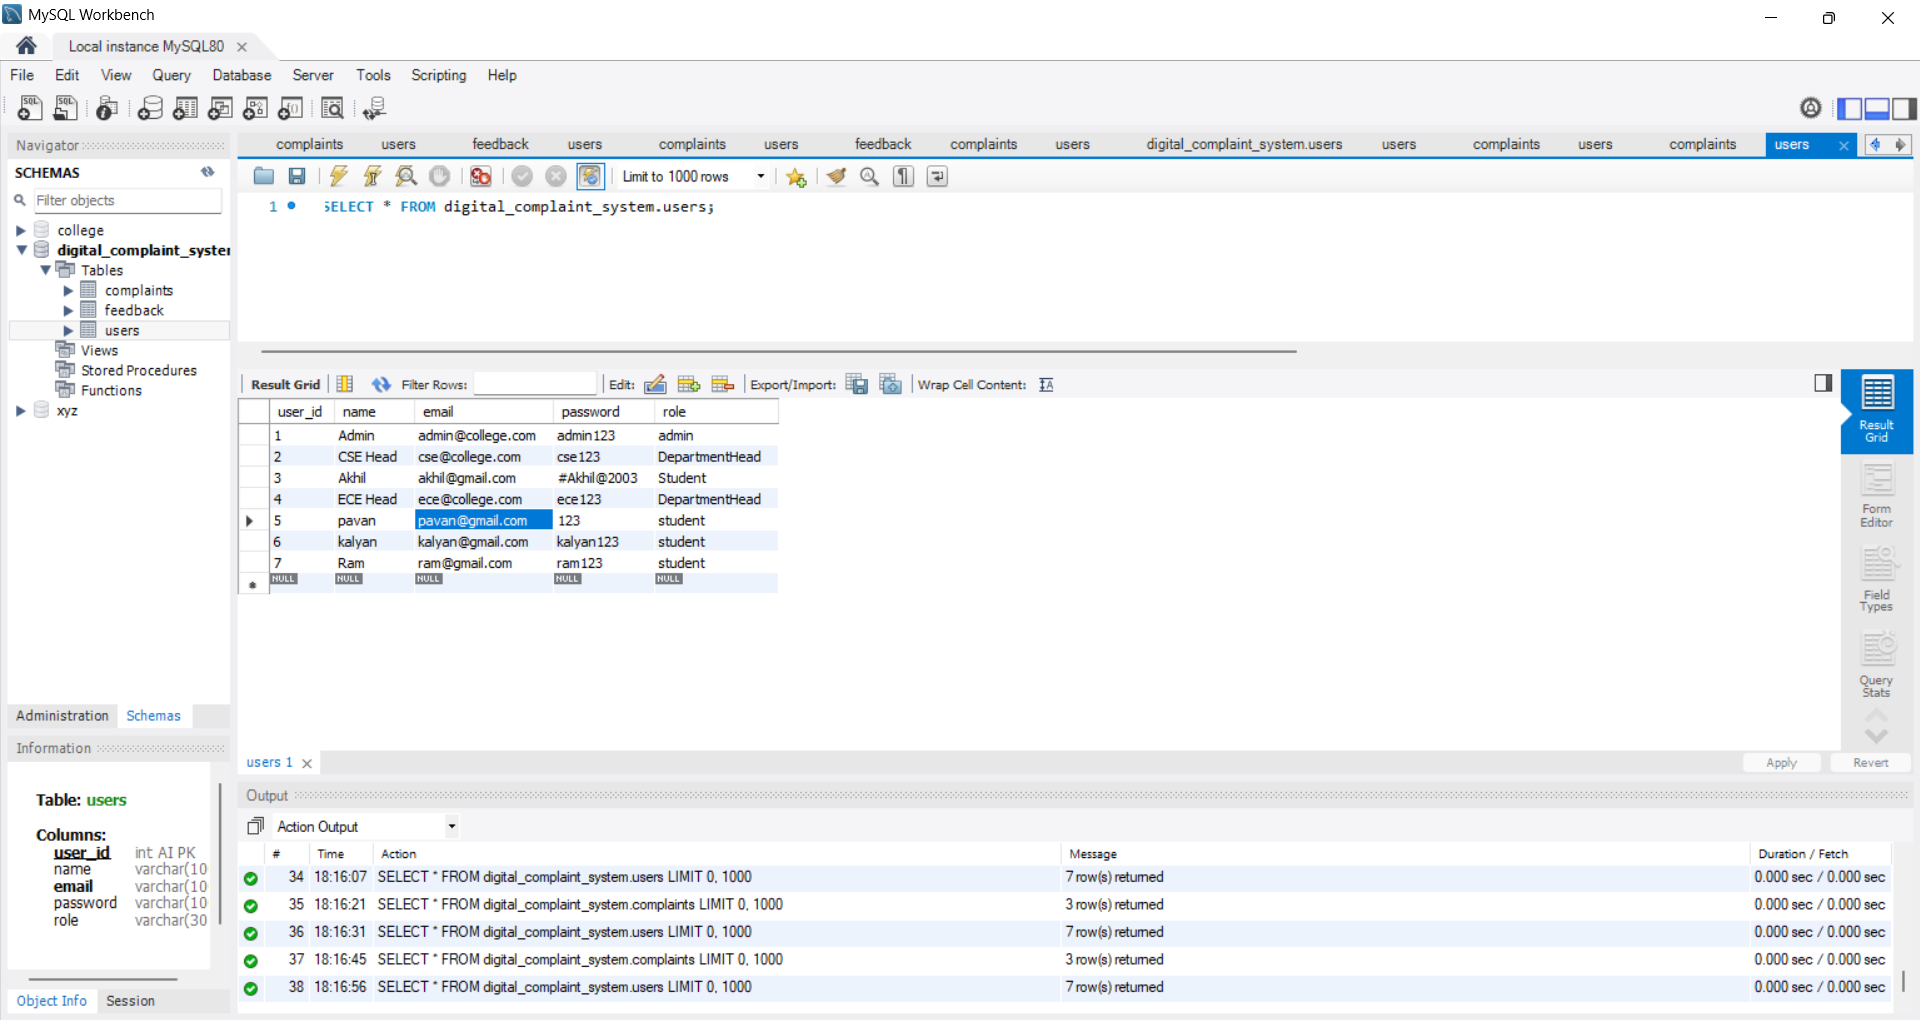 MySQL Workbench
Local instance MySQL80
File Edit View Query Database Server Tools Scripting Help
Navigator
SCHEMAS
Filter objects
college
digital_complaint_system
Tables
complaints
feedback
users
Views
Stored Procedures
Functions
xyz
Administration Schemas
Information
Table: users
Columns:
user_id int AI PK
name varchar(10
email varchar(10
password varchar(10
role varchar(30
Object Info Session
complaints users feedback users complaints users feedback complaints users digital_complaint_system.users users complaints users complaints users
Limit to 1000 rows
1 SELECT * FROM digital_complaint_system.users;
Result Grid Filter Rows: Edit: Export/Import: Wrap Cell Content:
user_id name email password role
1 Admin admin@college.com admin123 admin
2 CSE Head cse@college.com cse123 DepartmentHead
3 Akhil akhil@gmail.com #Akhil@2003 Student
4 ECE Head ece@college.com ece123 DepartmentHead
5 pavan pavan@gmail.com 123 student
6 kalyan kalyan@gmail.com kalyan123 student
7 Ram ram@gmail.com ram123 student
NULL NULL NULL NULL NULL
Result Grid
Form Editor
Field Types
Query Stats
users 1
Apply Revert
Output
Action Output
# Time Action Message Duration / Fetch
34 18:16:07 SELECT * FROM digital_complaint_system.users LIMIT 0, 1000 7 row(s) returned 0.000 sec / 0.000 sec
35 18:16:21 SELECT * FROM digital_complaint_system.complaints LIMIT 0, 1000 3 row(s) returned 0.000 sec / 0.000 sec
36 18:16:31 SELECT * FROM digital_complaint_system.users LIMIT 0, 1000 7 row(s) returned 0.000 sec / 0.000 sec
37 18:16:45 SELECT * FROM digital_complaint_system.complaints LIMIT 0, 1000 3 row(s) returned 0.000 sec / 0.000 sec
38 18:16:56 SELECT * FROM digital_complaint_system.users LIMIT 0, 1000 7 row(s) returned 0.000 sec / 0.000 sec